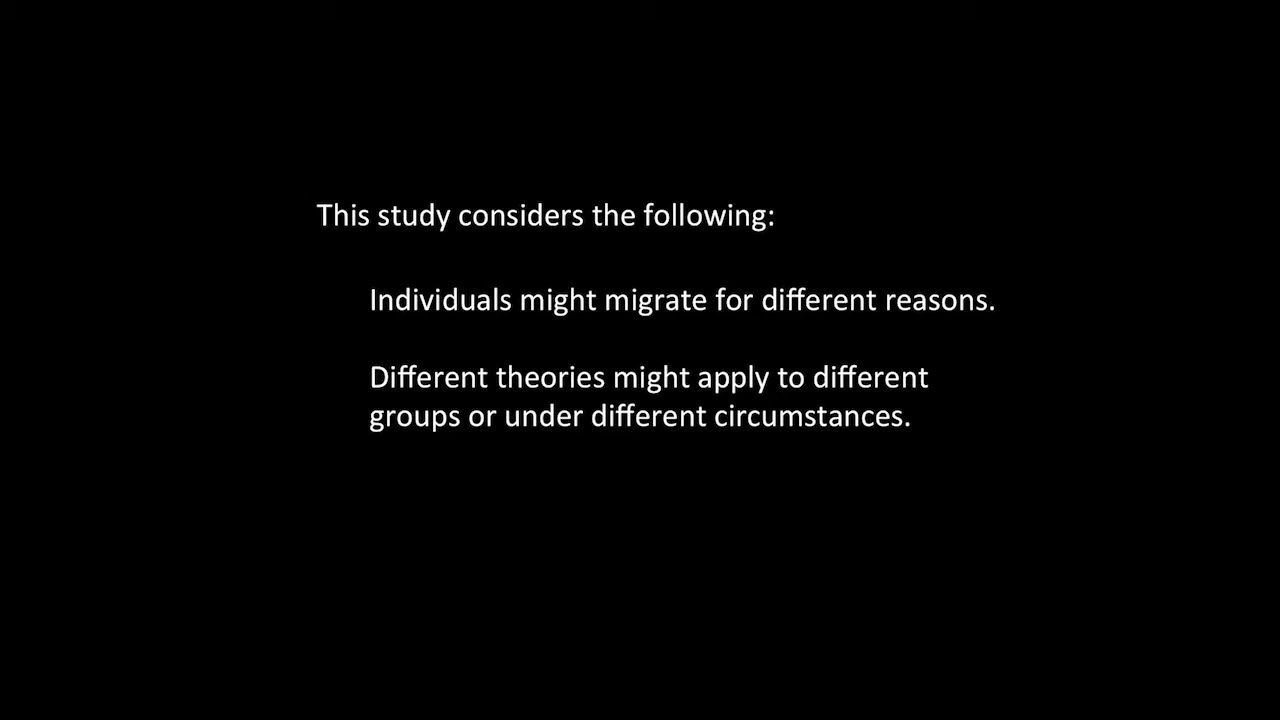 This study considers the following:
Individuals might migrate for different reasons.
Different theories might apply to different
groups or under different circumstances.